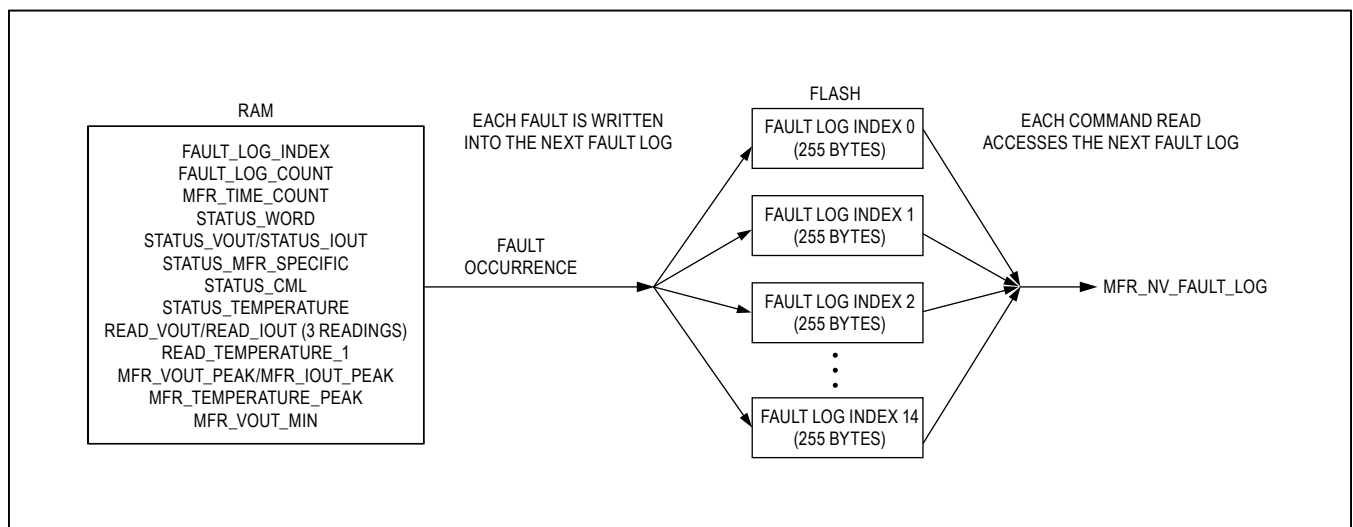 RAM
FAULT_LOG_INDEX
FAULT_LOG_COUNT
MFR_TIME_COUNT
STATUS_WORD
STATUS_VOUT/STATUS_IOUT
STATUS_MFR_SPECIFIC
STATUS_CML
STATUS_TEMPERATURE
READ_VOUT/READ_IOUT (3 READINGS)
READ_TEMPERATURE_1
MFR_VOUT_PEAK/MFR_IOUT_PEAK
MFR_TEMPERATURE_PEAK
MFR_VOUT_MIN
EACH FAULT IS WRITTEN
INTO THE NEXT FAULT LOG
FAULT
OCCURRENCE
FLASH
FAULT LOG INDEX 0
(255 BYTES)
FAULT LOG INDEX 1
(255 BYTES)
FAULT LOG INDEX 2
(255 BYTES)
FAULT LOG INDEX 14
(255 BYTES)
EACH COMMAND READ
ACCESSES THE NEXT FAULT LOG
MFR_NV_FAULT_LOG